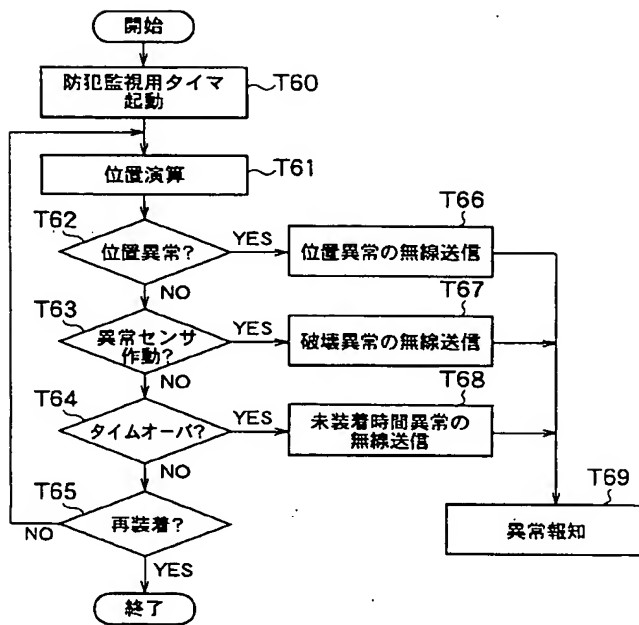 開始
防犯監視用タイマ
起動
T60
位置演算
T61
T62
位置異常?
YES
NO
T66
位置異常の無線送信
T63
異常センサ
作動?
YES
NO
T67
破壊異常の無線送信
T64
タイムオーバ?
YES
NO
T68
未装着時間異常の
無線送信
T65
再装着?
NO
YES
T69
異常報知
終了